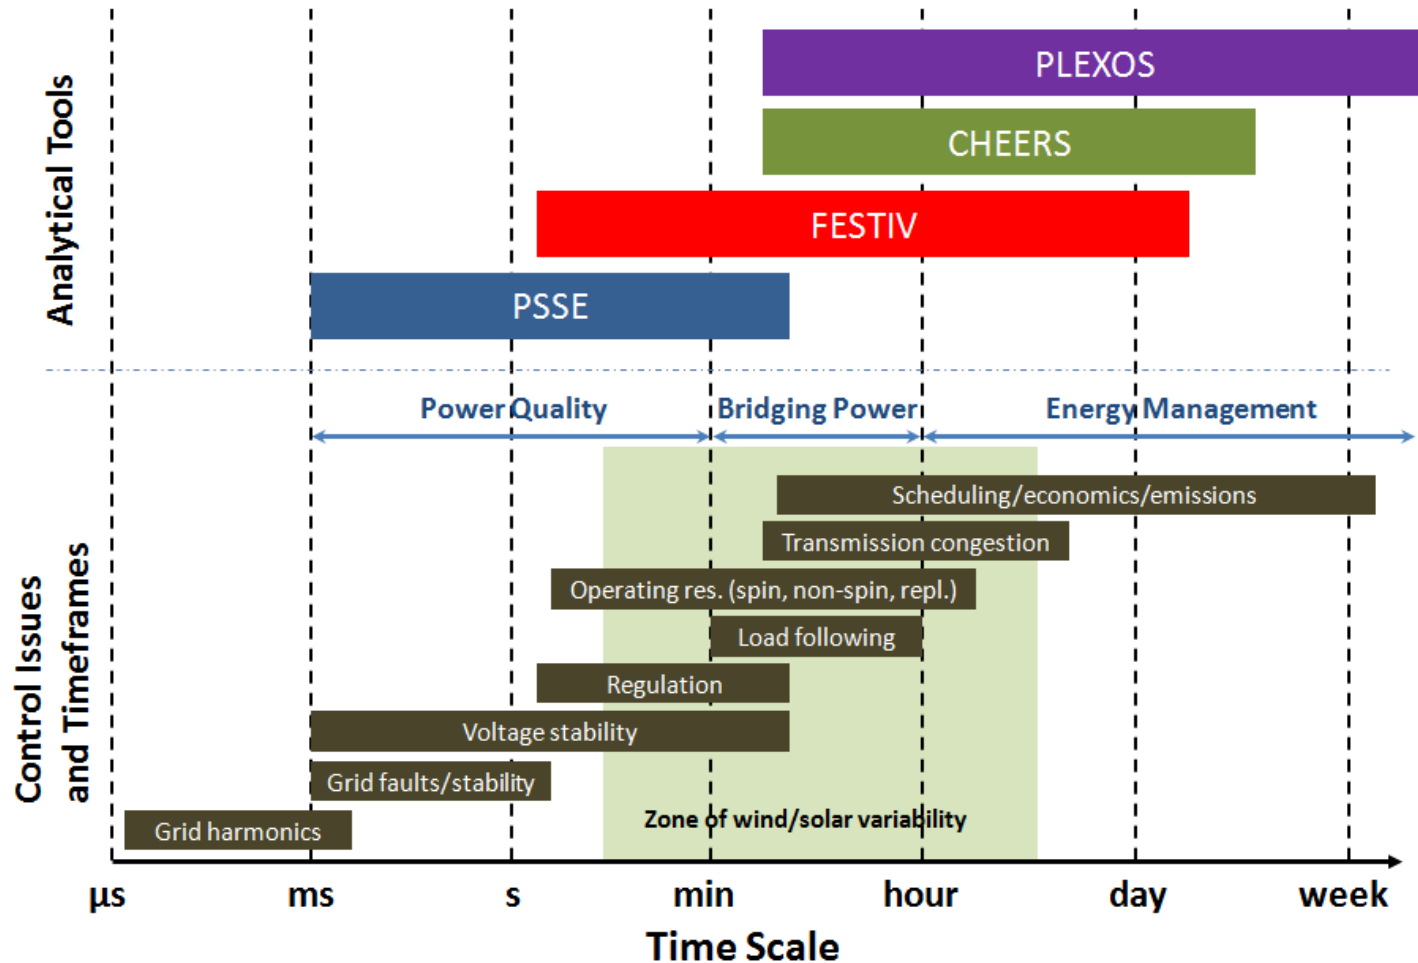 Analytical Tools
PLEXOS
CHEERS
FESTIV
PSSE
Power Quality
Bridging Power
Energy Management
Control Issues
and Timeframes
Scheduling/economics/emissions
Transmission congestion
Operating res. (spin, non-spin, repl.)
Load following
Regulation
Voltage stability
Grid faults/stability
Grid harmonics
Zone of wind/solar variability
μs
ms
s
min
hour
day
week
Time Scale